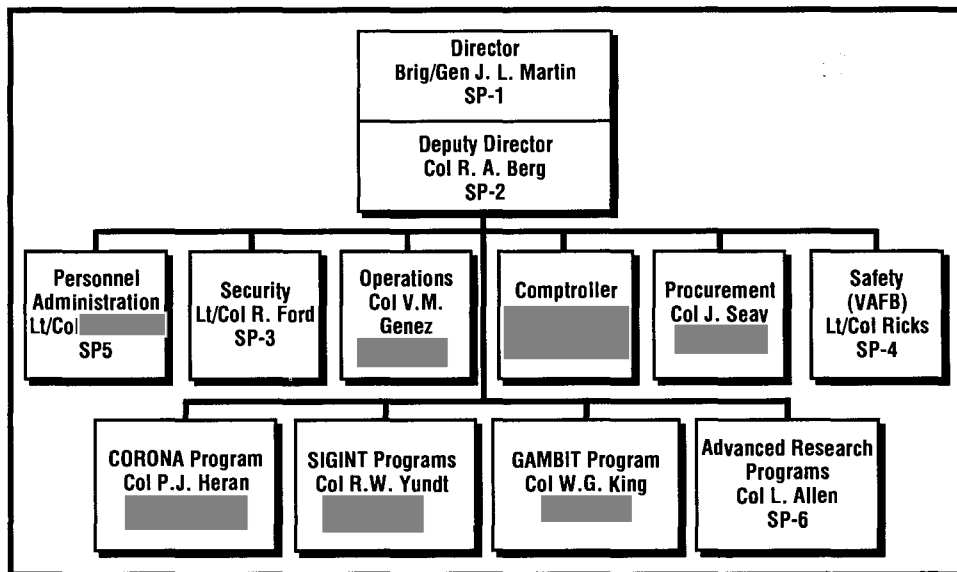 Director
Brig/Gen J. L. Martin
SP-1
Deputy Director
Col R. A. Berg
SP-2
Personnel
Administration
Lt/Col
SP5
Security
Lt/Col R. Ford
SP-3
Operations
Col V.M.
Genez
Comptroller
Procurement
Col J. Seav
Safety
(VAFB)
Lt/Col Ricks
SP-4
CORONA Program
Col P.J. Heran
SIGINT Programs
Col R.W. Yundt
GAMBIT Program
Col W.G. King
Advanced Research
Programs
Col L. Allen
SP-6